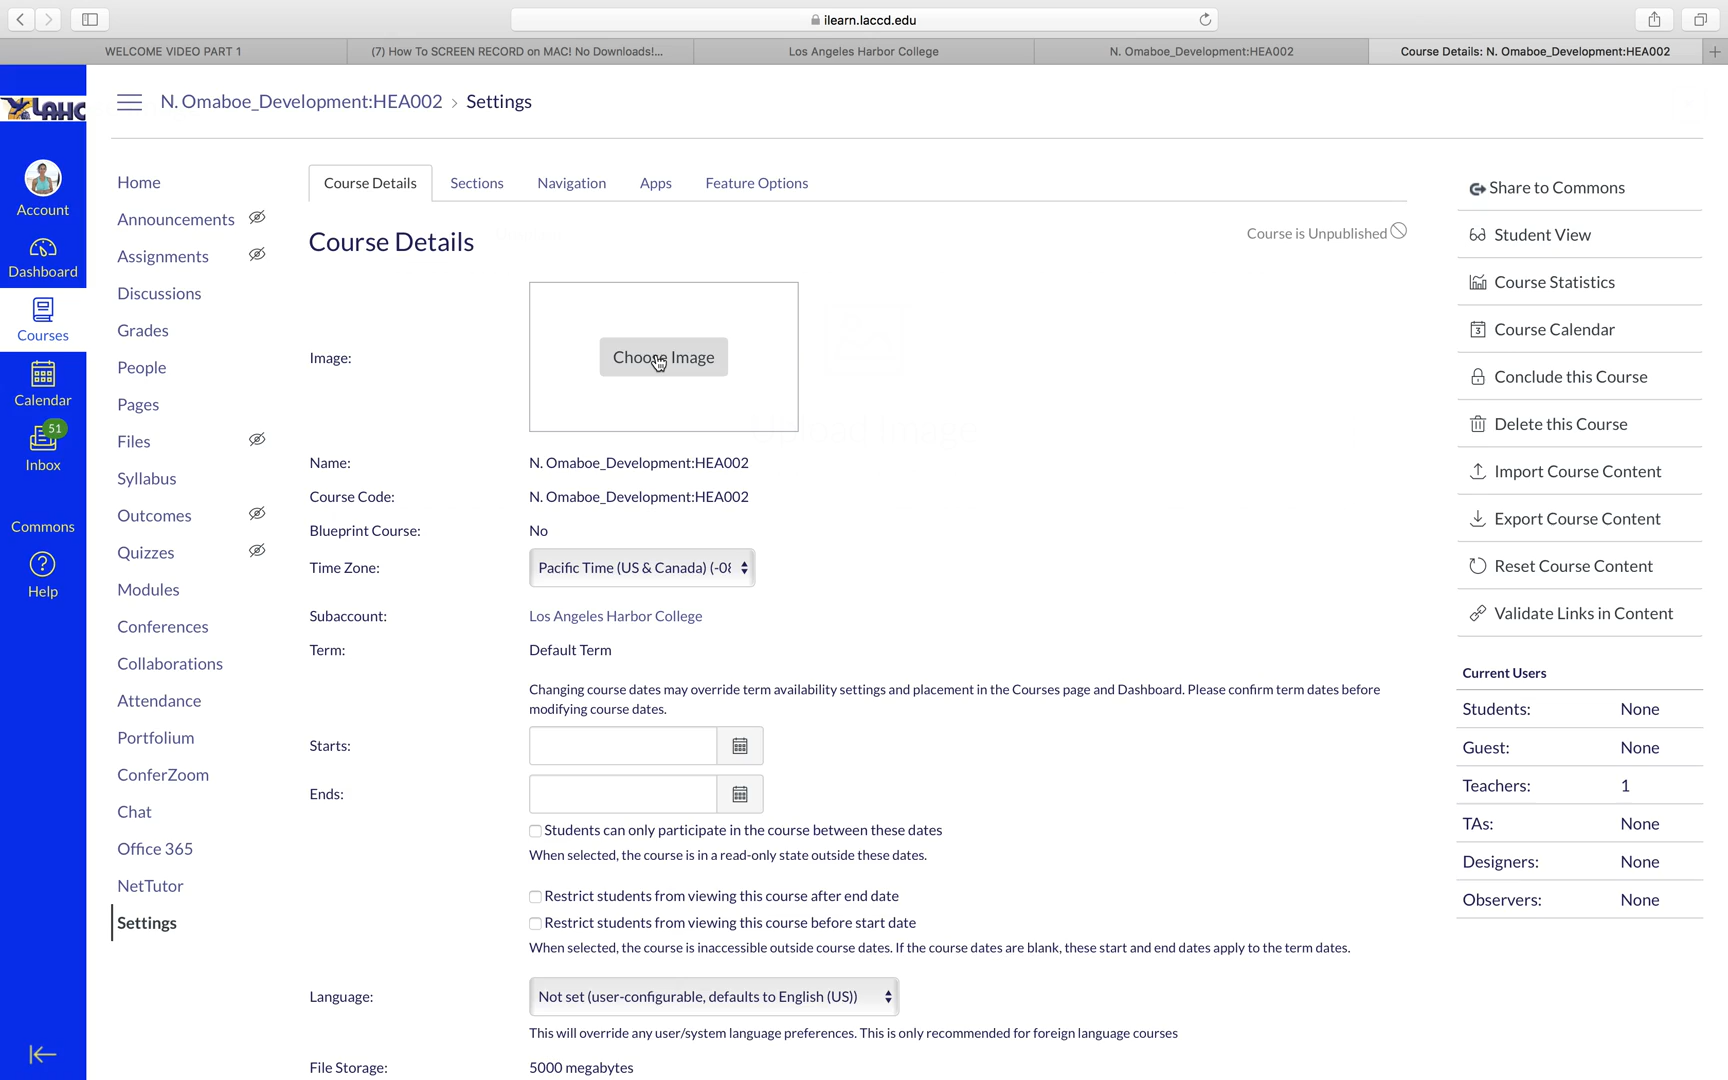 ilearn.laccd.edu
WELCOME VIDEO PART 1
(7) How To SCREEN RECORD on MAC! No Downloads!...
Los Angeles Harbor College
N. Omaboe_Development:HEA002
Course Details: N. Omaboe_Development:HEA002
LAHC
N. Omaboe_Development:HEA002 › Settings
Account
Dashboard
Courses
Calendar
51
Inbox
Commons
Help
Home
Announcements
Assignments
Discussions
Grades
People
Pages
Files
Syllabus
Outcomes
Quizzes
Modules
Conferences
Collaborations
Attendance
Portfolium
ConferZoom
Chat
Office 365
NetTutor
Settings
Course Details
Sections
Navigation
Apps
Feature Options
Course Details
Course is Unpublished
Image:
Choose Image
Upload Image
Name:
N. Omaboe_Development:HEA002
Course Code:
N. Omaboe_Development:HEA002
Blueprint Course:
No
Time Zone:
Pacific Time (US & Canada) (-08
Subaccount:
Los Angeles Harbor College
Term:
Default Term
Changing course dates may override term availability settings and placement in the Courses page and Dashboard. Please confirm term dates before
modifying course dates.
Starts:
Ends:
Students can only participate in the course between these dates
When selected, the course is in a read-only state outside these dates.
Restrict students from viewing this course after end date
Restrict students from viewing this course before start date
When selected, the course is inaccessible outside course dates. If the course dates are blank, these start and end dates apply to the term dates.
Language:
Not set (user-configurable, defaults to English (US))
This will override any user/system language preferences. This is only recommended for foreign language courses
File Storage:
5000 megabytes
Share to Commons
Student View
Course Statistics
Course Calendar
Conclude this Course
Delete this Course
Import Course Content
Export Course Content
Reset Course Content
Validate Links in Content
Current Users
Students: None
Guest: None
Teachers: 1
TAs: None
Designers: None
Observers: None